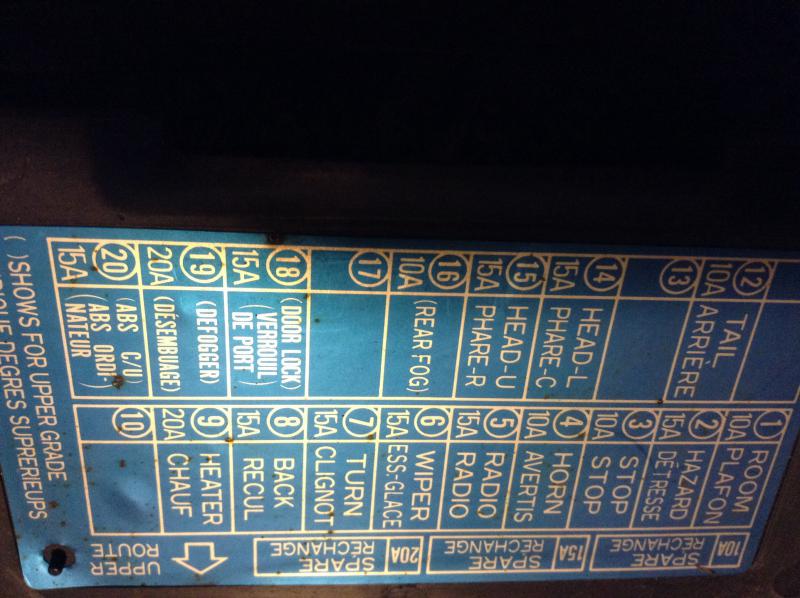 ⑫ TAIL
10A ARRIÈRE
⑬
⑭ HEAD-L
15A PHARE-C
⑮ HEAD-U
15A PHARE-R
⑯ (REAR FOG)
10A
⑰
⑱ (DOOR LOCK)
15A (VERROUIL
DE PORT)
⑲ (DEFOGGER)
20A (DÉSEMBUAGE)
⑳ (ABS C/U)
15A (ABS ORDI-
NATEUR)
① ROOM
10A PLAFON
② HAZARD
15A DÉTRESSE
③ STOP
10A STOP
④ HORN
10A AVERTIS
⑤ RADIO
15A RADIO
⑥ WIPER
15A ESS-GLACE
⑦ TURN
15A CLIGNOT
⑧ BACK
15A RECUL
⑨ HEATER
20A CHAUF
⑩
10A SPARE
RECHANGE
15A SPARE
RECHANGE
20A SPARE
RECHANGE
UPPER
ROUTE
( )SHOWS FOR UPPER GRADE
DEGRES SUPRERIEUPS